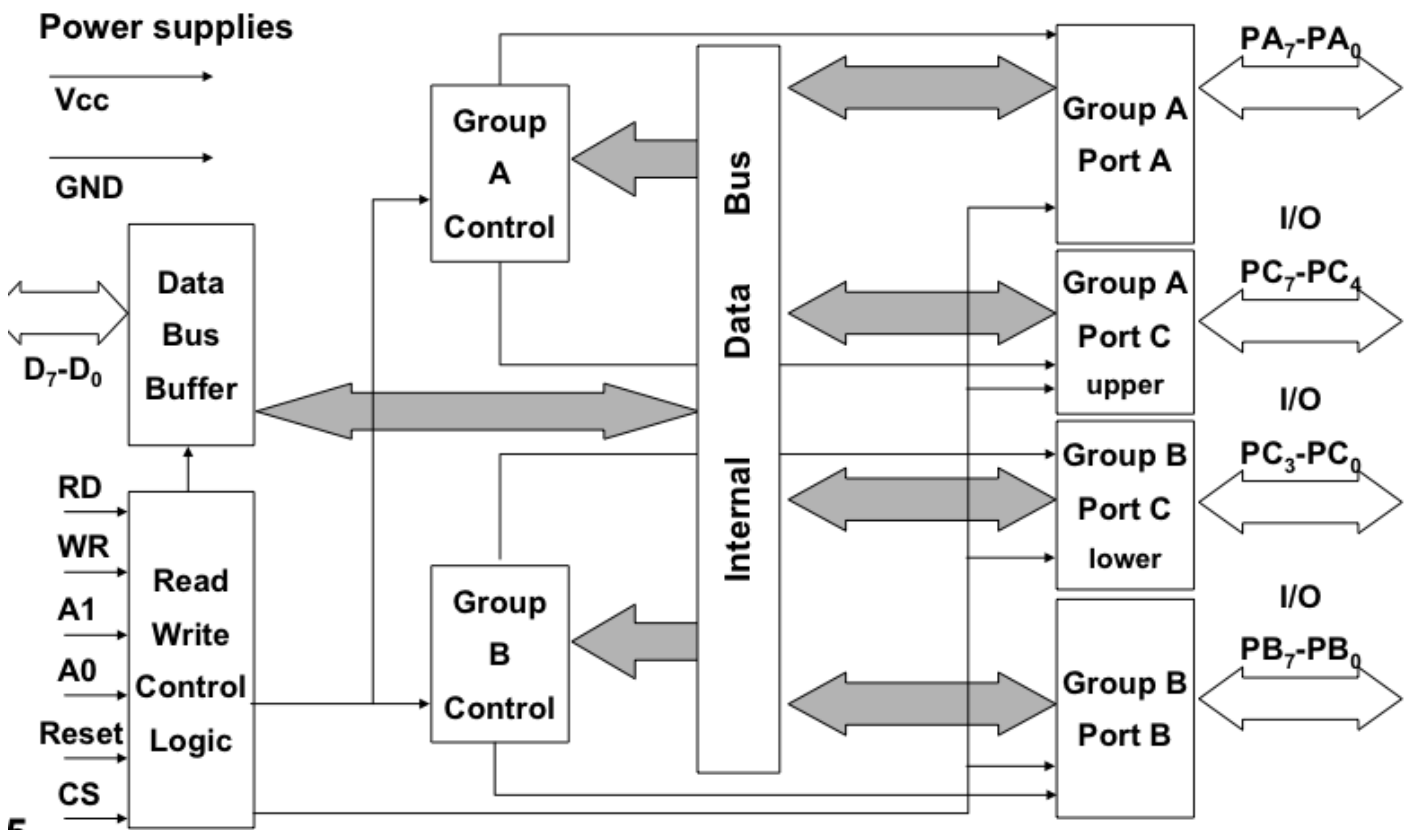 Power supplies
Vcc
GND
Data
Bus
Buffer
D₇-D₀
RD
WR
A1
A0
Reset
CS
Read
Write
Control
Logic
Group
A
Control
Group
B
Control
Internal Data Bus
Group A
Port A
Group A
Port C
upper
Group B
Port C
lower
Group B
Port B
PA₇-PA₀
I/O
PC₇-PC₄
I/O
PC₃-PC₀
I/O
PB₇-PB₀